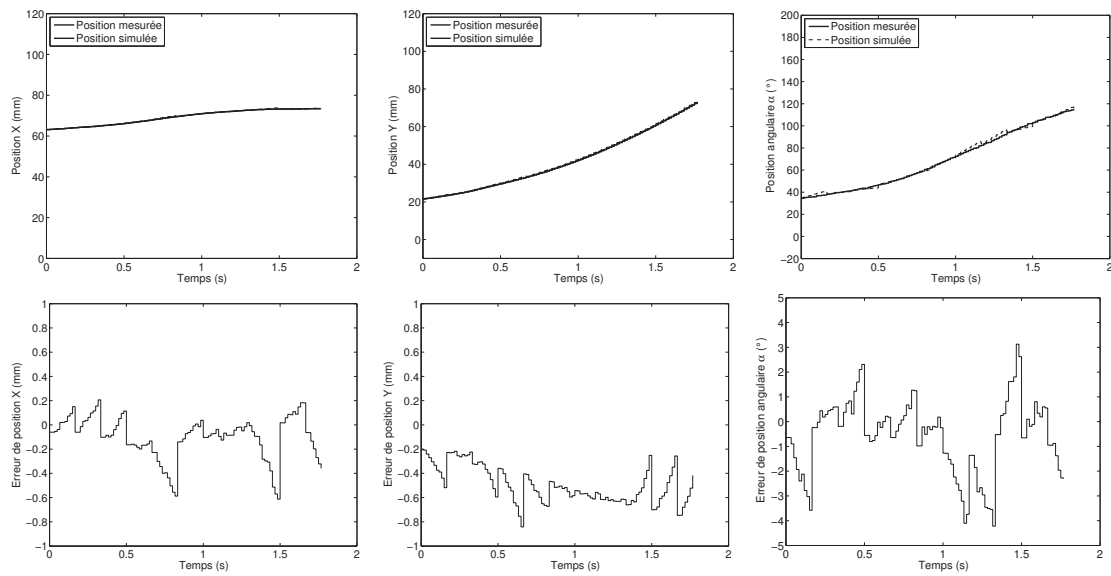 120
100
80
60
40
20
0
Position X (mm)
Position mesurée
Position simulée
0 0.5 1 1.5 2
Temps (s)
120
100
80
60
40
20
0
Position Y (mm)
Position mesurée
Position simulée
0 0.5 1 1.5 2
Temps (s)
200
180
160
140
120
100
80
60
40
20
0
−20
Position angulaire α (°)
Position mesurée
Position simulée
0 0.5 1 1.5 2
Temps (s)
1
0.8
0.6
0.4
0.2
0
−0.2
−0.4
−0.6
−0.8
−1
Erreur de position X (mm)
0 0.5 1 1.5 2
Temps (s)
1
0.8
0.6
0.4
0.2
0
−0.2
−0.4
−0.6
−0.8
−1
Erreur de position Y (mm)
0 0.5 1 1.5 2
Temps (s)
5
4
3
2
1
0
−1
−2
−3
−4
−5
Erreur de position angulaire α (°)
0 0.5 1 1.5 2
Temps (s)